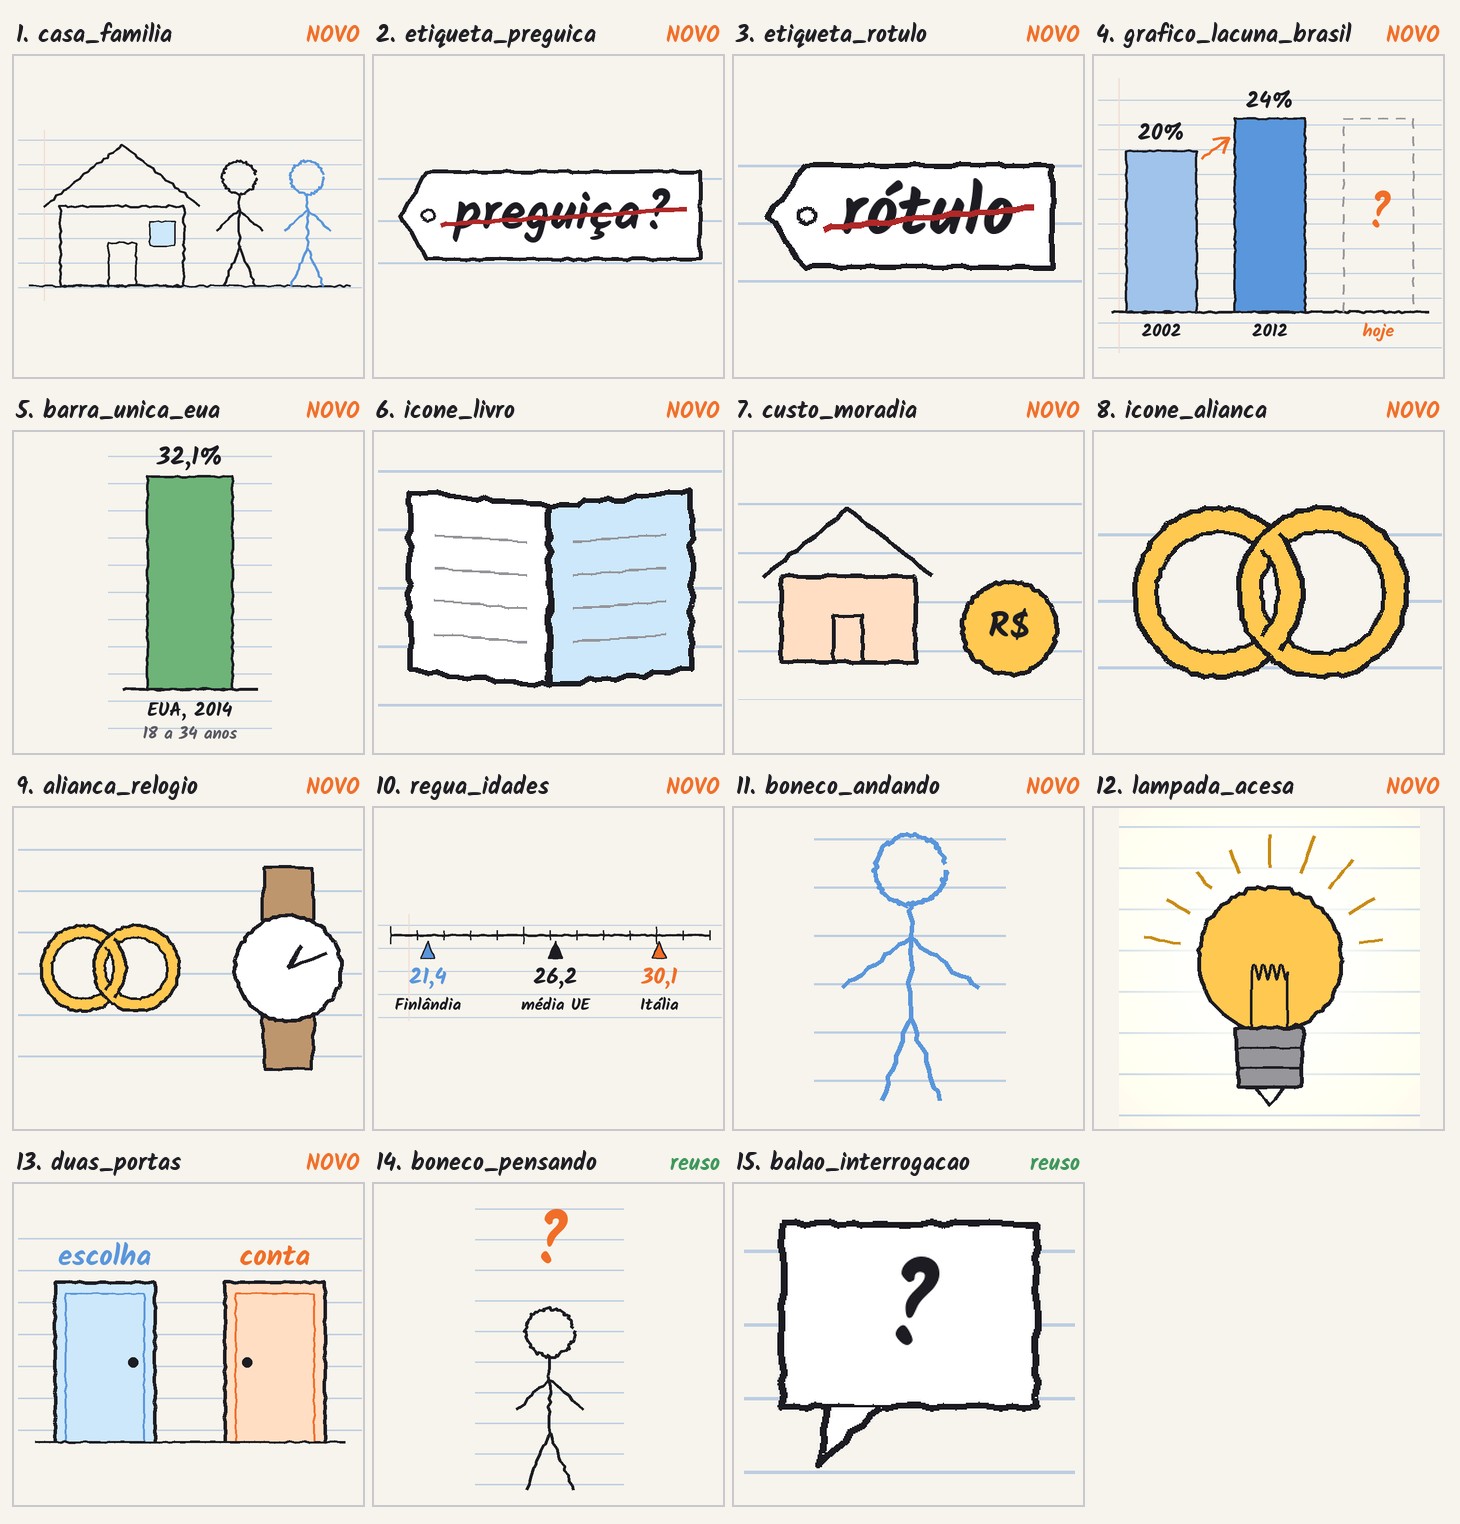 1. casa_familia NOVO
2. etiqueta_preguica NOVO
3. etiqueta_rotulo NOVO
4. grafico_lacuna_brasil NOVO
preguiça?
rótulo
20%
24%
?
2002
2012
hoje
5. barra_unica_eua NOVO
6. icone_livro NOVO
7. custo_moradia NOVO
8. icone_alianca NOVO
32,1%
EUA, 2014
18 a 34 anos
R$
9. alianca_relogio NOVO
10. regua_idades NOVO
11. boneco_andando NOVO
12. lampada_acesa NOVO
21,4
26,2
30,1
Finlândia
média UE
Itália
13. duas_portas NOVO
14. boneco_pensando reuso
15. balao_interrogacao reuso
escolha
conta
?
?